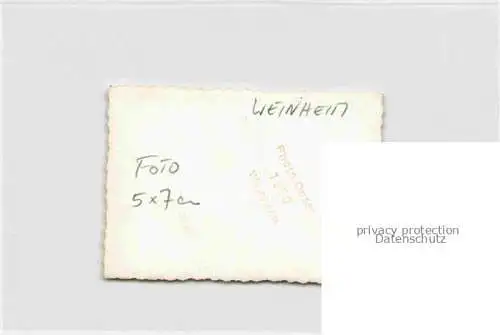 WEINHEIM
FOTO
5x7cm
privacy protection
Datenschutz